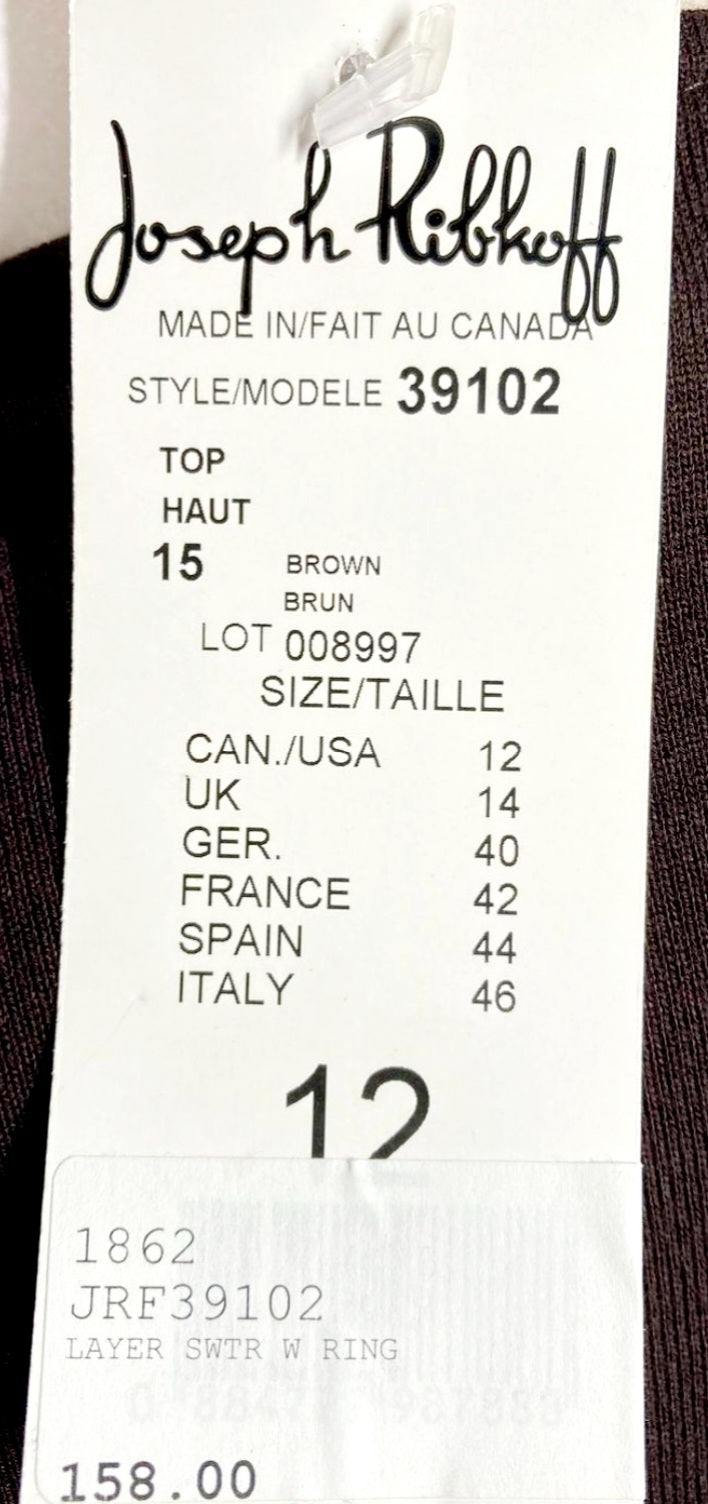 Joseph Ribkoff
MADE IN/FAIT AU CANADA
STYLE/MODELE 39102
TOP
HAUT
15 BROWN
BRUN
LOT 008997
SIZE/TAILLE
CAN./USA 12
UK 14
GER. 40
FRANCE 42
SPAIN 44
ITALY 46
12
1862
JRF39102
LAYER SWTR W RING
158.00